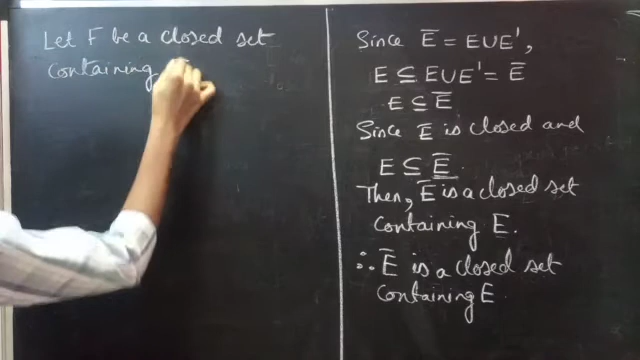 Let F be a closed set
containing
Since E̅ = E∪E',
E ⊆ E∪E' = E̅
E ⊆ E̅
Since E̅ is closed and
E ⊆ E̅.
Then, E̅ is a closed set
containing E.
∴ E̅ is a closed set
containing E.